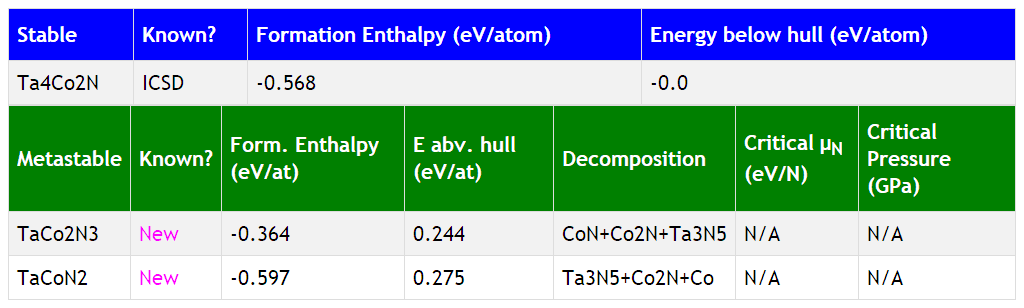 Stable Known? Formation Enthalpy (eV/atom) Energy below hull (eV/atom)
Ta4Co2N ICSD -0.568 -0.0
Metastable Known? Form. Enthalpy (eV/at) E abv. hull (eV/at) Decomposition Critical μN (eV/N) Critical Pressure (GPa)
TaCo2N3 New -0.364 0.244 CoN+Co2N+Ta3N5 N/A N/A
TaCoN2 New -0.597 0.275 Ta3N5+Co2N+Co N/A N/A